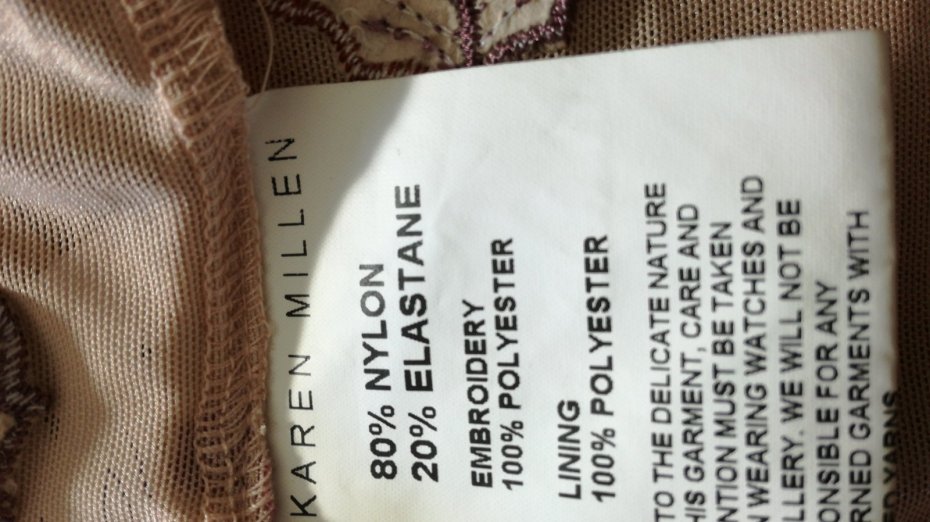 KAREN MILLEN
80% NYLON
20% ELASTANE
EMBROIDERY
100% POLYESTER
LINING
100% POLYESTER
TO THE DELICATE NATURE
HIS GARMENT, CARE AND
NTION MUST BE TAKEN
N WEARING WATCHES AND
LLERY. WE WILL NOT BE
ONSIBLE FOR ANY
RNED GARMENTS WITH
ED YARNS